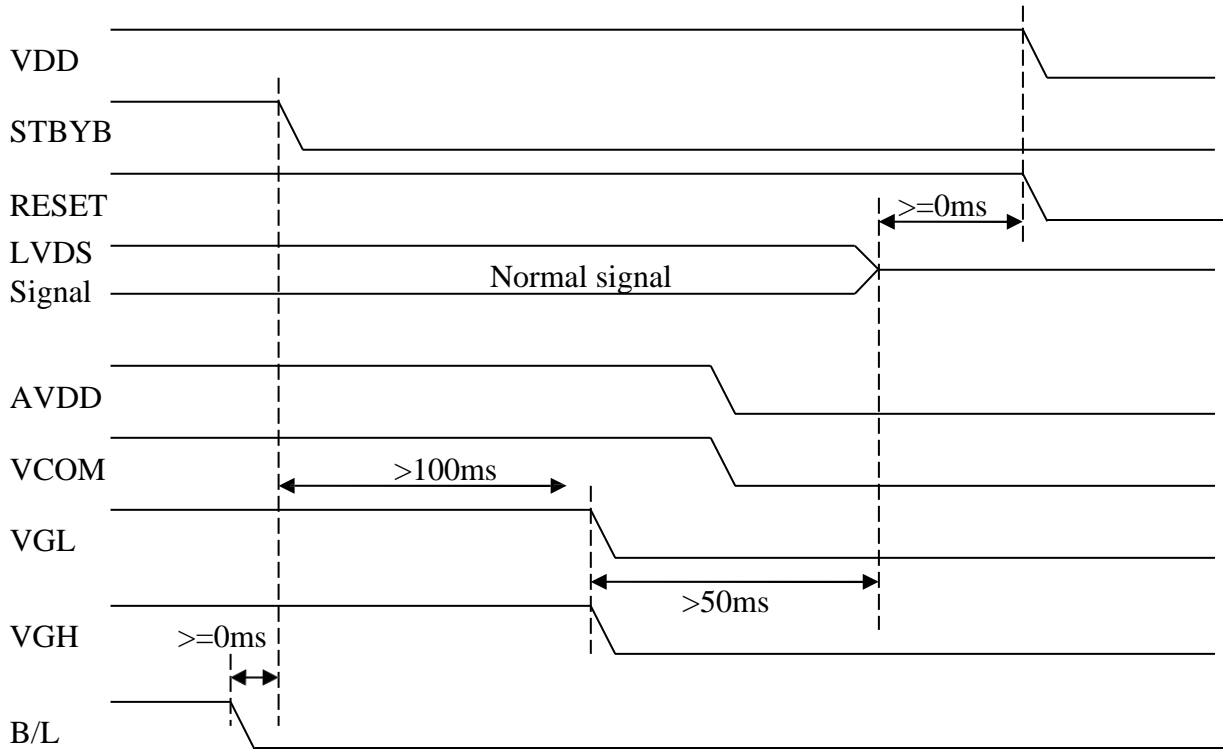 VDD
STBYB
RESET
>=0ms
LVDS
Signal
Normal signal
AVDD
VCOM
>100ms
VGL
>50ms
VGH
>=0ms
B/L